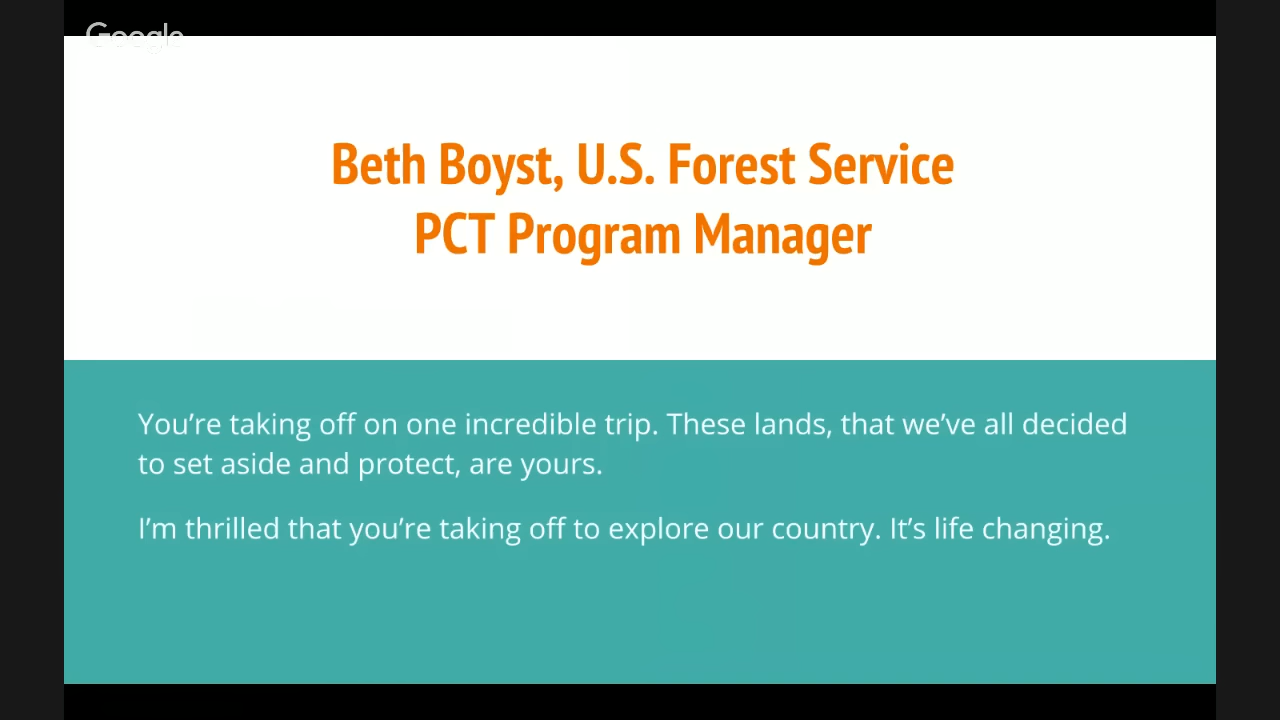 Google
Beth Boyst, U.S. Forest Service
PCT Program Manager
You’re taking off on one incredible trip. These lands, that we’ve all decided
to set aside and protect, are yours.
I’m thrilled that you’re taking off to explore our country. It’s life changing.